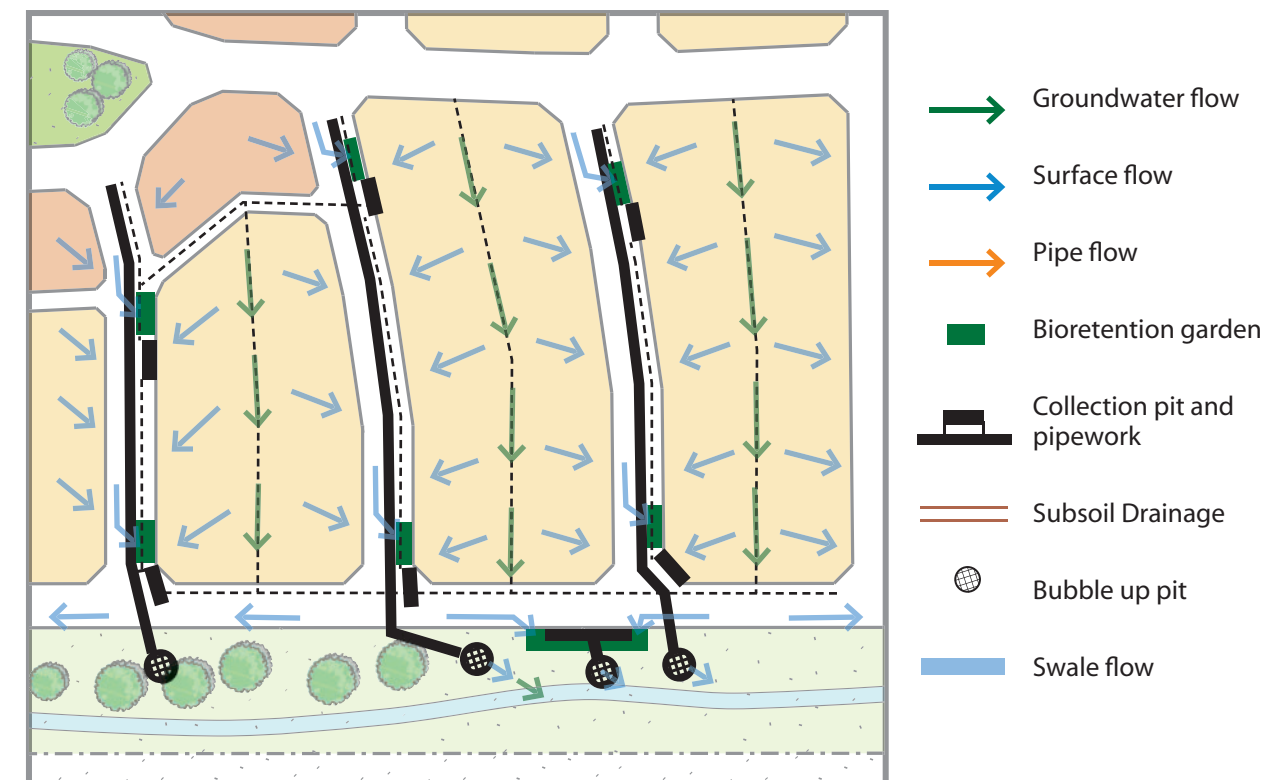 Groundwater flow
Surface flow
Pipe flow
Bioretention garden
Collection pit and
pipework
Subsoil Drainage
Bubble up pit
Swale flow